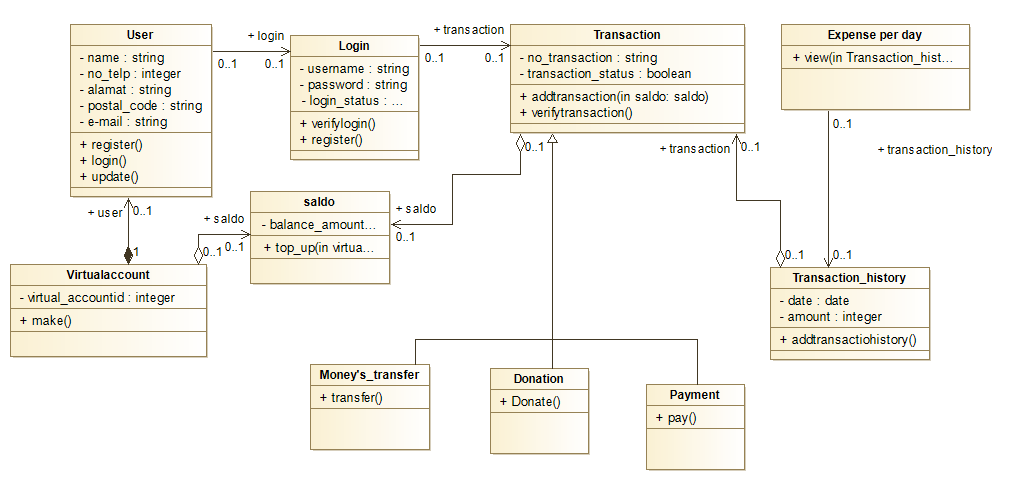 User
- name : string
- no_telp : integer
- alamat : string
- postal_code : string
- e-mail : string
+ register()
+ login()
+ update()
+ login
0..1
0..1
Login
- username : string
- password : string
- login_status : ...
+ verifylogin()
+ register()
+ transaction
0..1
0..1
Transaction
- no_transaction : string
- transaction_status : boolean
+ addtransaction(in saldo: saldo)
+ verifytransaction()
Expense per day
+ view(in Transaction_hist...
0..1
+ transaction_history
0..1
0..1
+ transaction
0..1
+ user
0..1
1
+ saldo
0..1
0..1
saldo
- balance_amount...
+ top_up(in virtua...
+ saldo
0..1
Virtualaccount
- virtual_accountid : integer
+ make()
0..1
Transaction_history
- date : date
- amount : integer
+ addtransactiohistory()
Money's_transfer
+ transfer()
Donation
+ Donate()
Payment
+ pay()